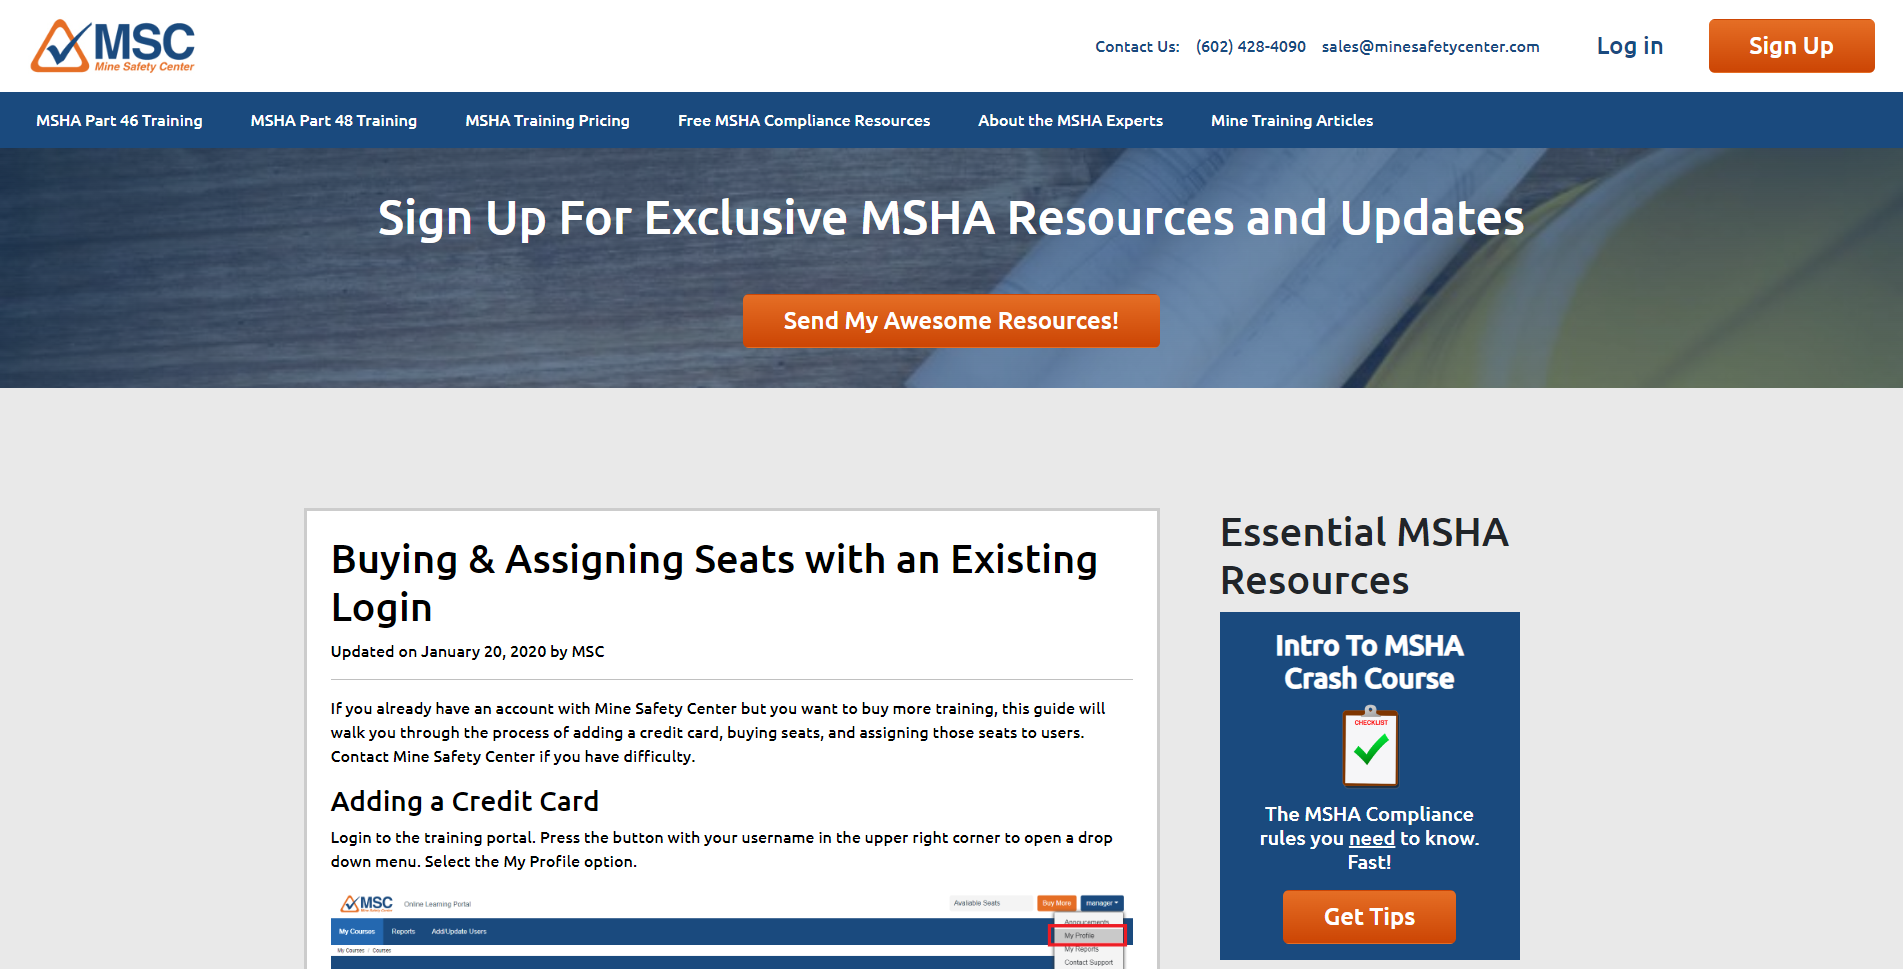 MSC
Mine Safety Center
Contact Us: (602) 428-4090 sales@minesafetycenter.com Log in Sign Up
MSHA Part 46 Training MSHA Part 48 Training MSHA Training Pricing Free MSHA Compliance Resources About the MSHA Experts Mine Training Articles
Sign Up For Exclusive MSHA Resources and Updates
Send My Awesome Resources!
Buying & Assigning Seats with an Existing
Login
Updated on January 20, 2020 by MSC
If you already have an account with Mine Safety Center but you want to buy more training, this guide will
walk you through the process of adding a credit card, buying seats, and assigning those seats to users.
Contact Mine Safety Center if you have difficulty.
Adding a Credit Card
Login to the training portal. Press the button with your username in the upper right corner to open a drop
down menu. Select the My Profile option.
MSC
Mine Safety Center
Online Learning Portal Available Seats Buy More manager
Annoucements
My Courses Reports Add/Update Users
My Profile
My Courses / Courses
My Reports
Contact Support
Essential MSHA
Resources
Intro To MSHA
Crash Course
CHECKLIST
The MSHA Compliance
rules you need to know.
Fast!
Get Tips